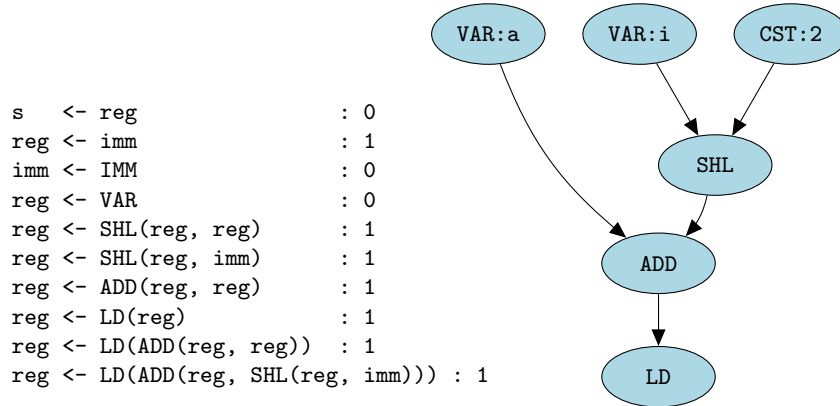 VAR:a VAR:i CST:2
s   <- reg                   : 0
reg <- imm                   : 1
imm <- IMM                   : 0
reg <- VAR                   : 0
reg <- SHL(reg, reg)         : 1
reg <- SHL(reg, imm)         : 1
reg <- ADD(reg, reg)         : 1
reg <- LD(reg)               : 1
reg <- LD(ADD(reg, reg))  : 1
reg <- LD(ADD(reg, SHL(reg, imm))) : 1
SHL
ADD
LD